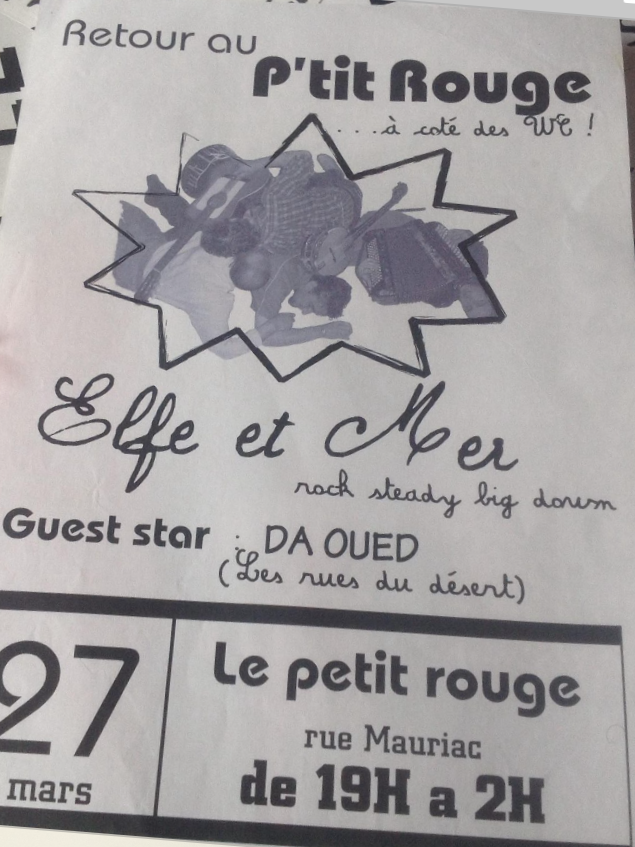 Retour au
P'tit Rouge
...à coté des WC !
Elfe et Mer
rock steady big doum
Guest star : DA OUED
(Les rues du désert)
27
mars
Le petit rouge
rue Mauriac
de 19H a 2H